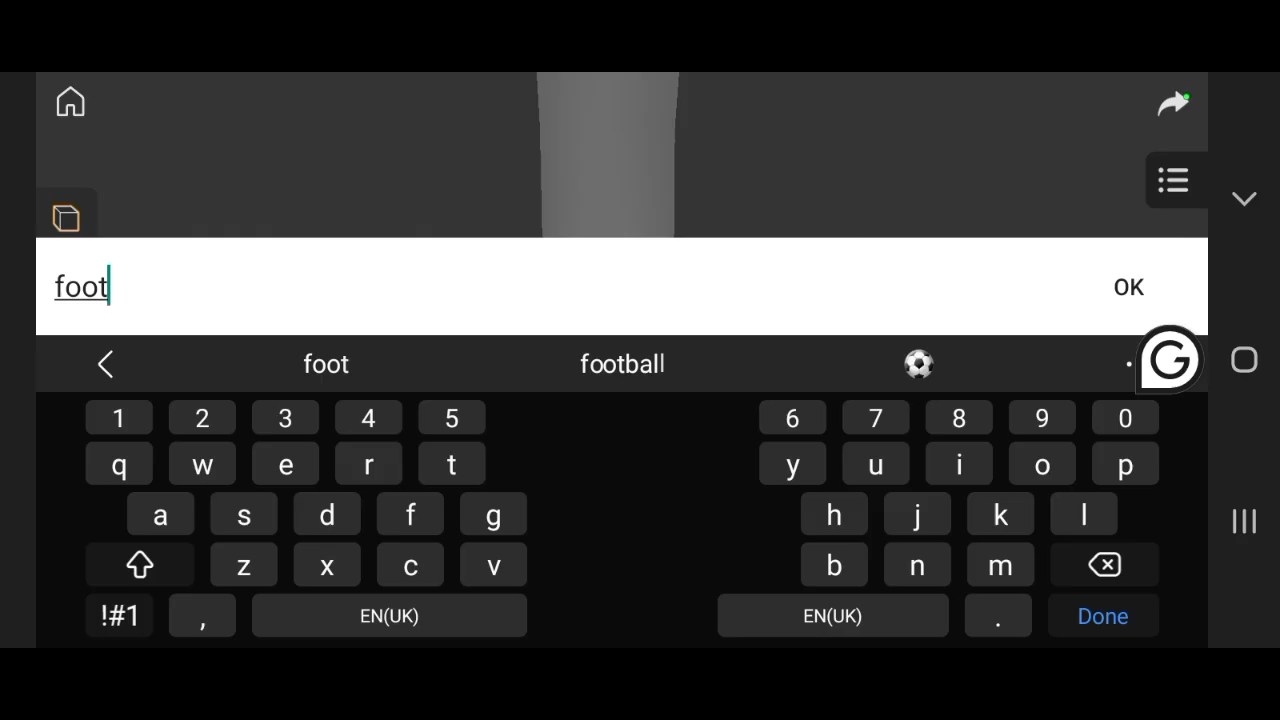 foot
OK
foot football
1 2 3 4 5 6 7 8 9 0
q w e r t y u i o p
a s d f g h j k l
z x c v b n m
!#1 , EN(UK) EN(UK) . Done